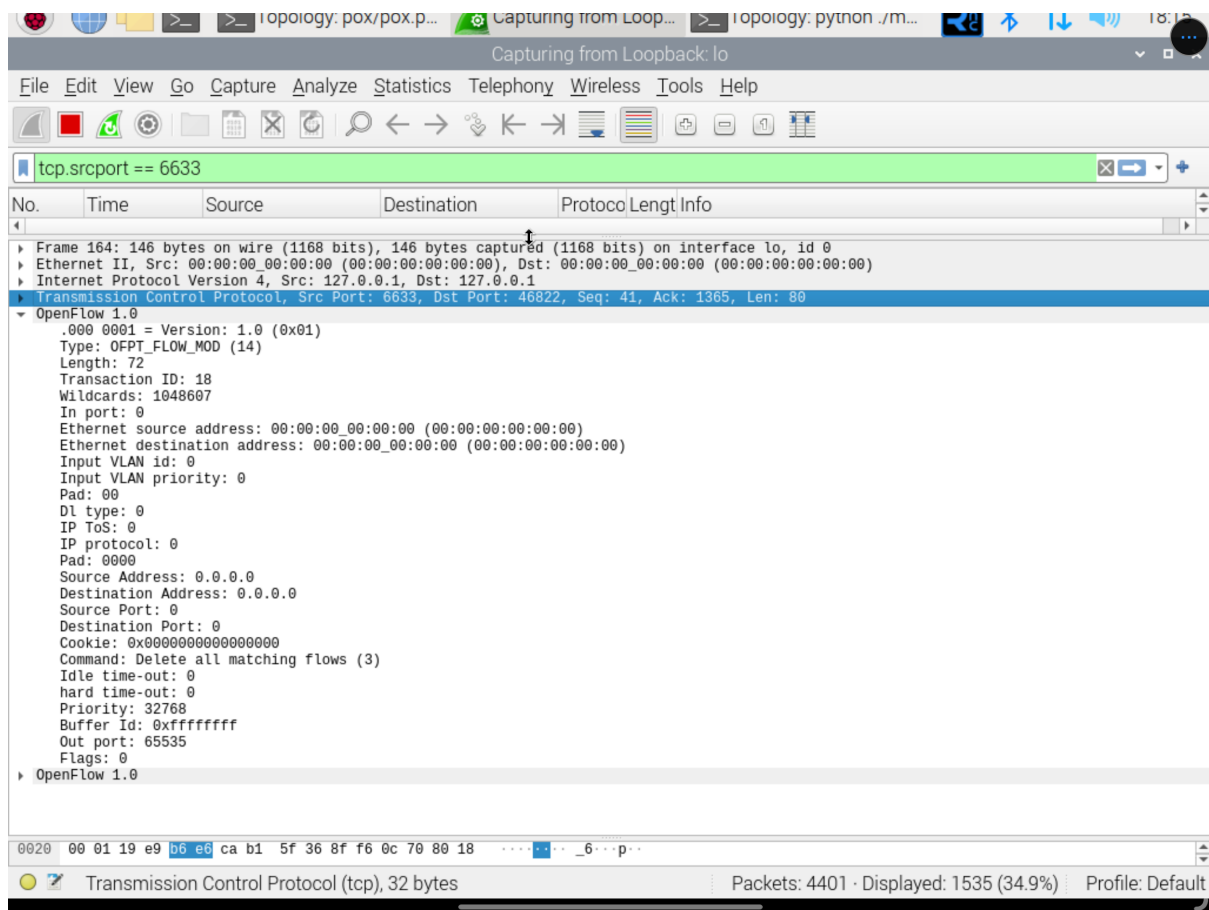 Topology: pox/pox.p... Capturing from Loop... Topology: python ./m... 18:15
Capturing from Loopback: lo
File Edit View Go Capture Analyze Statistics Telephony Wireless Tools Help
tcp.srcport == 6633
No. Time Source Destination Protoco Lengt Info
Frame 164: 146 bytes on wire (1168 bits), 146 bytes captured (1168 bits) on interface lo, id 0
Ethernet II, Src: 00:00:00_00:00:00 (00:00:00:00:00:00), Dst: 00:00:00_00:00:00 (00:00:00:00:00:00)
Internet Protocol Version 4, Src: 127.0.0.1, Dst: 127.0.0.1
Transmission Control Protocol, Src Port: 6633, Dst Port: 46822, Seq: 41, Ack: 1365, Len: 80
OpenFlow 1.0
.000 0001 = Version: 1.0 (0x01)
Type: OFPT_FLOW_MOD (14)
Length: 72
Transaction ID: 18
Wildcards: 1048607
In port: 0
Ethernet source address: 00:00:00_00:00:00 (00:00:00:00:00:00)
Ethernet destination address: 00:00:00_00:00:00 (00:00:00:00:00:00)
Input VLAN id: 0
Input VLAN priority: 0
Pad: 00
Dl type: 0
IP ToS: 0
IP protocol: 0
Pad: 0000
Source Address: 0.0.0.0
Destination Address: 0.0.0.0
Source Port: 0
Destination Port: 0
Cookie: 0x0000000000000000
Command: Delete all matching flows (3)
Idle time-out: 0
hard time-out: 0
Priority: 32768
Buffer Id: 0xffffffff
Out port: 65535
Flags: 0
OpenFlow 1.0
0020 00 01 19 e9 b6 e6 ca b1 5f 36 8f f6 0c 70 80 18 ········ _6···p··
Transmission Control Protocol (tcp), 32 bytes Packets: 4401 · Displayed: 1535 (34.9%) Profile: Default